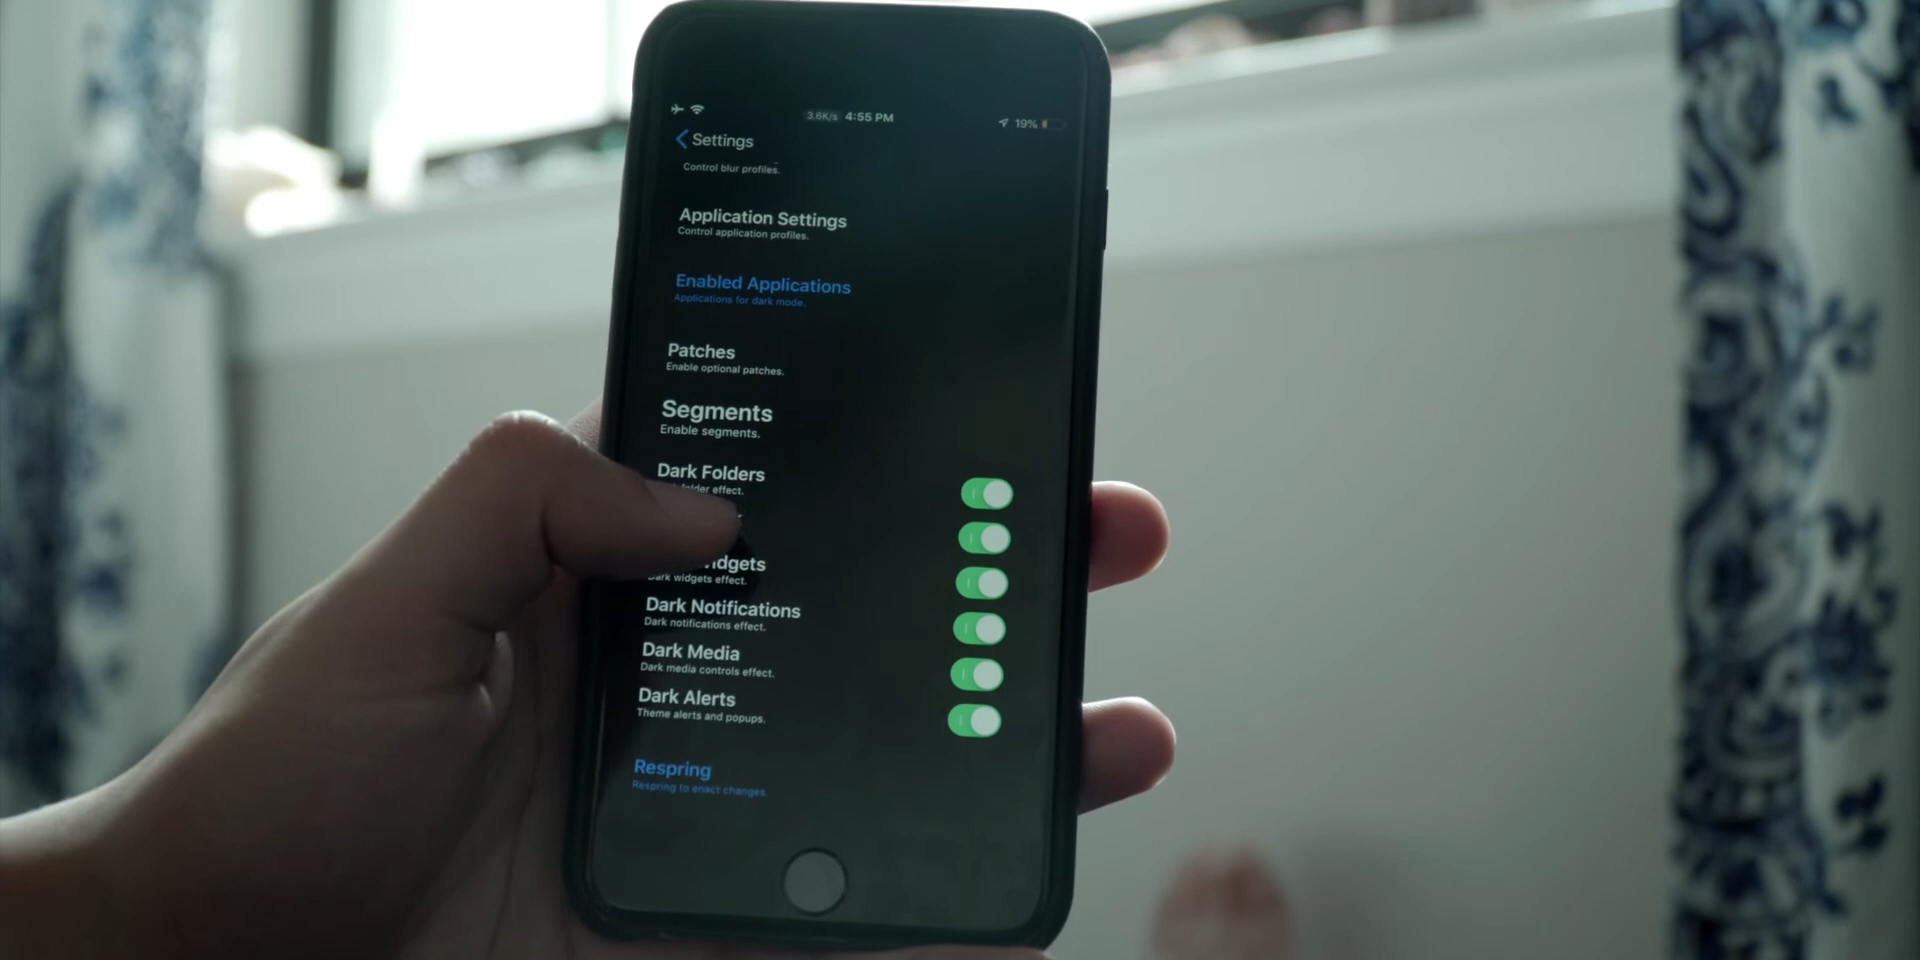 3.6K/s 4:55 PM
19%
Settings
Control blur profiles.
Application Settings
Control application profiles.
Enabled Applications
Applications for dark mode.
Patches
Enable optional patches.
Segments
Enable segments.
Dark Folders
effect.
Dark widgets effect.
Dark Notifications
Dark notifications effect.
Dark Media
Dark media controls effect.
Dark Alerts
Theme alerts and popups.
Respring
Respring to enact changes.